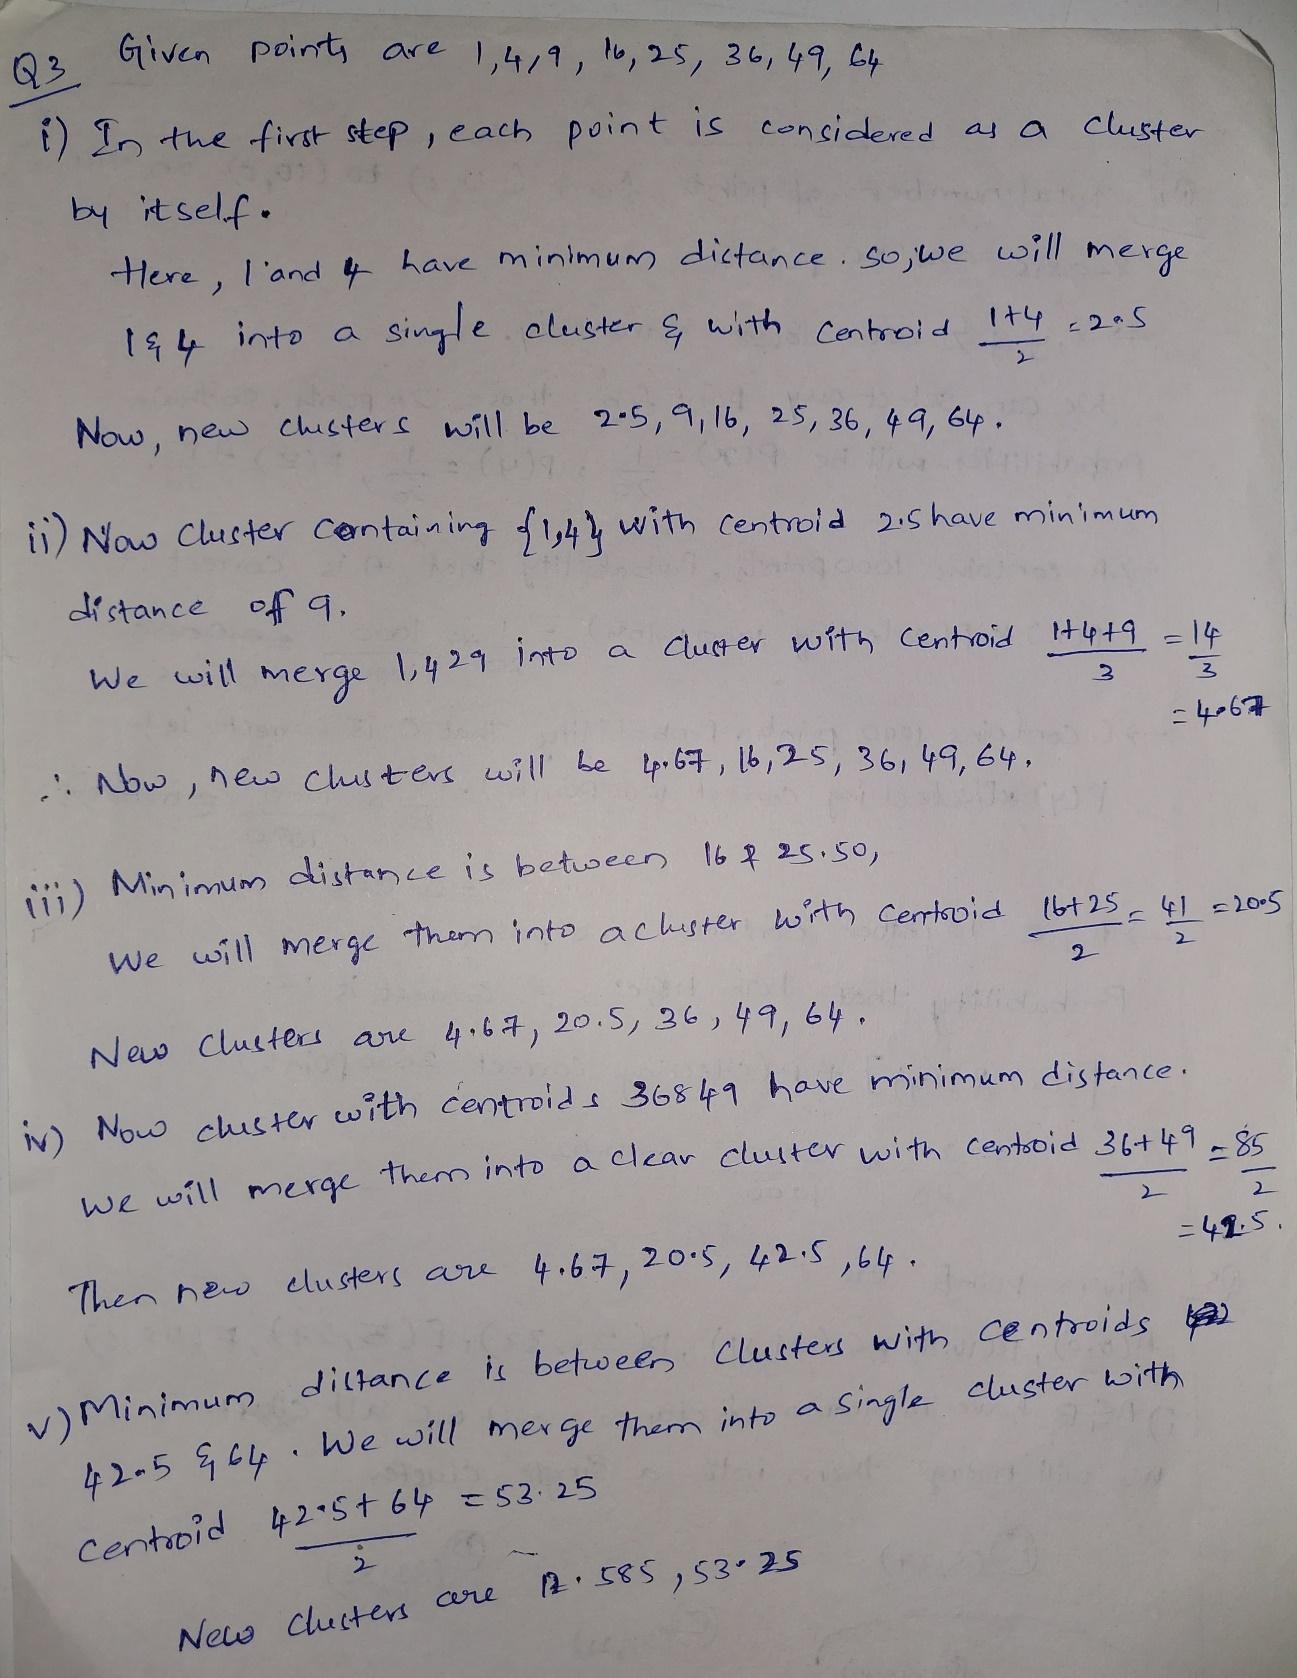 Q3 Given points are 1,4,9, 16, 25, 36, 49, 64
i) In the first step, each point is considered as a cluster
by itself.
Here, 1 and 4 have minimum distance. so, we will merge
1 & 4 into a single cluster & with centroid (1+4)/2 = 2.5
Now, new clusters will be 2.5, 9, 16, 25, 36, 49, 64.
ii) Now cluster containing {1,4} with centroid 2.5 have minimum
distance off 9.
We will merge 1,4 & 9 into a cluster with centroid (1+4+9)/3 = 14/3
= 4.67
∴ Now, new clusters will be 4.67, 16, 25, 36, 49, 64.
iii) Minimum distance is between 16 & 25. so,
We will merge them into a cluster with centroid (16+25)/2 = 41/2 = 20.5
New clusters are 4.67, 20.5, 36, 49, 64.
iv) Now cluster with centroids 36 & 49 have minimum distance.
We will merge them into a clear cluster with centroid (36+49)/2 = 85/2
= 42.5.
Then new clusters are 4.67, 20.5, 42.5, 64.
v) Minimum distance is between clusters with centroids
42.5 & 64. We will merge them into a single cluster with
centroid (42.5+64)/2 = 53.25
New clusters are 12.585, 53.25